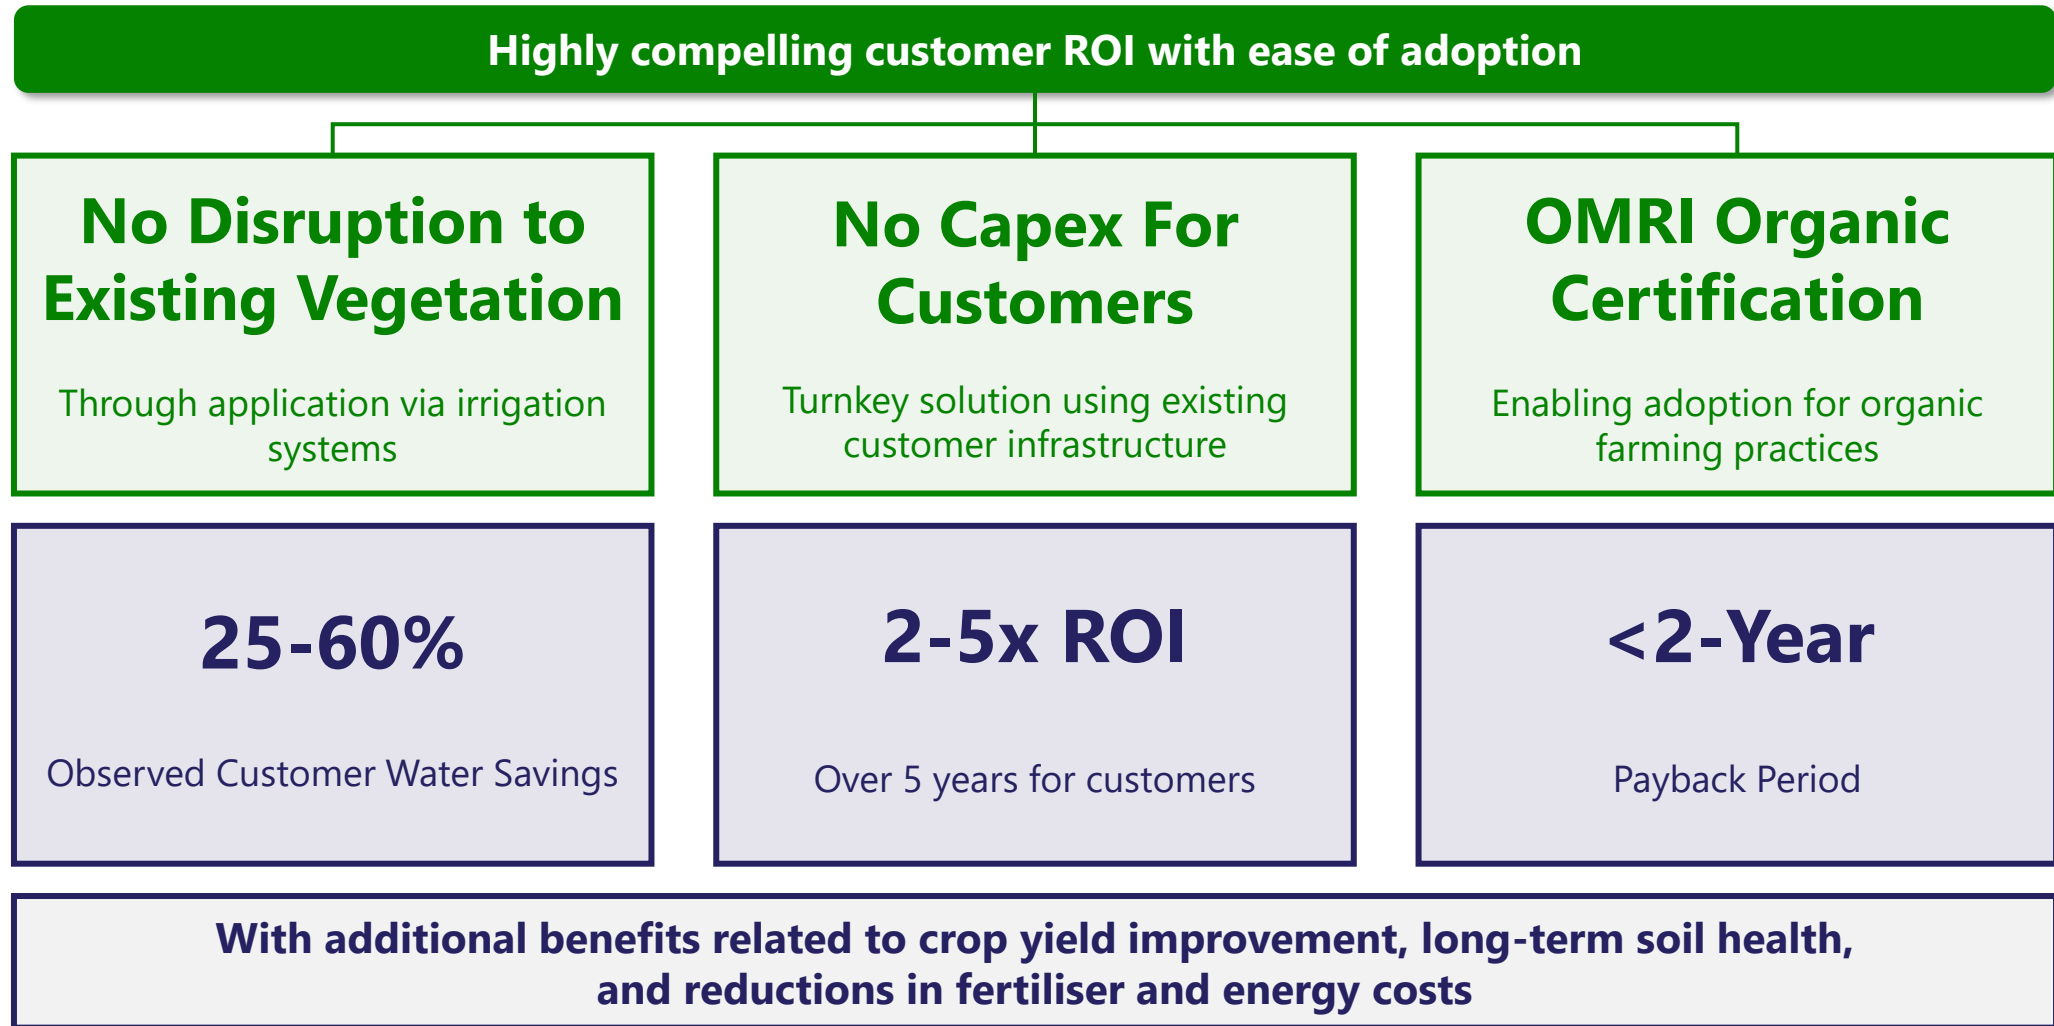 Highly compelling customer ROI with ease of adoption
No Disruption to
Existing Vegetation
Through application via irrigation
systems
No Capex For
Customers
Turnkey solution using existing
customer infrastructure
OMRI Organic
Certification
Enabling adoption for organic
farming practices
25-60%
Observed Customer Water Savings
2-5x ROI
Over 5 years for customers
<2-Year
Payback Period
With additional benefits related to crop yield improvement, long-term soil health,
and reductions in fertiliser and energy costs